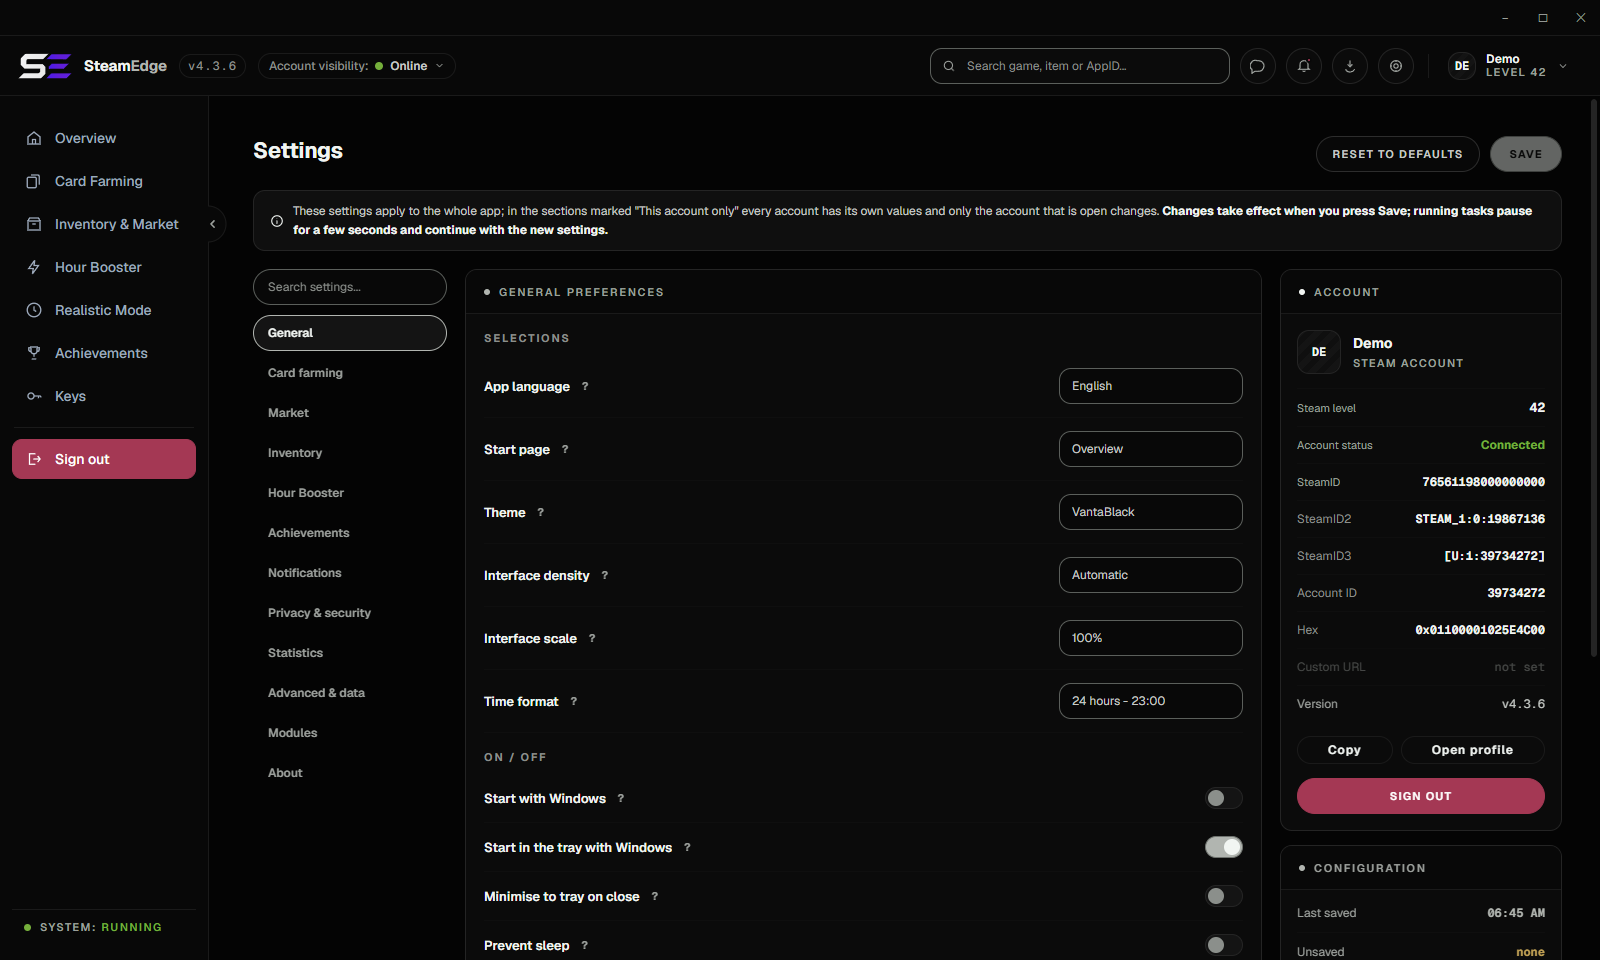 SE SteamEdge v4.3.6 Account visibility: Online
Search game, item or AppID...
DE Demo
LEVEL 42
Overview
Card Farming
Inventory & Market
Hour Booster
Realistic Mode
Achievements
Keys
Sign out
SYSTEM: RUNNING
Settings
RESET TO DEFAULTS
SAVE
These settings apply to the whole app; in the sections marked "This account only" every account has its own values and only the account that is open changes. Changes take effect when you press Save; running tasks pause
for a few seconds and continue with the new settings.
Search settings...
General
Card farming
Market
Inventory
Hour Booster
Achievements
Notifications
Privacy & security
Statistics
Advanced & data
Modules
About
GENERAL PREFERENCES
SELECTIONS
App language ? English
Start page ? Overview
Theme ? VantaBlack
Interface density ? Automatic
Interface scale ? 100%
Time format ? 24 hours - 23:00
ON / OFF
Start with Windows ?
Start in the tray with Windows ?
Minimise to tray on close ?
Prevent sleep ?
ACCOUNT
DE Demo
STEAM ACCOUNT
Steam level 42
Account status Connected
SteamID 76561198000000000
SteamID2 STEAM_1:0:19867136
SteamID3 [U:1:39734272]
Account ID 39734272
Hex 0x01100001025E4C00
Custom URL not set
Version v4.3.6
Copy Open profile
SIGN OUT
CONFIGURATION
Last saved 06:45 AM
Unsaved none